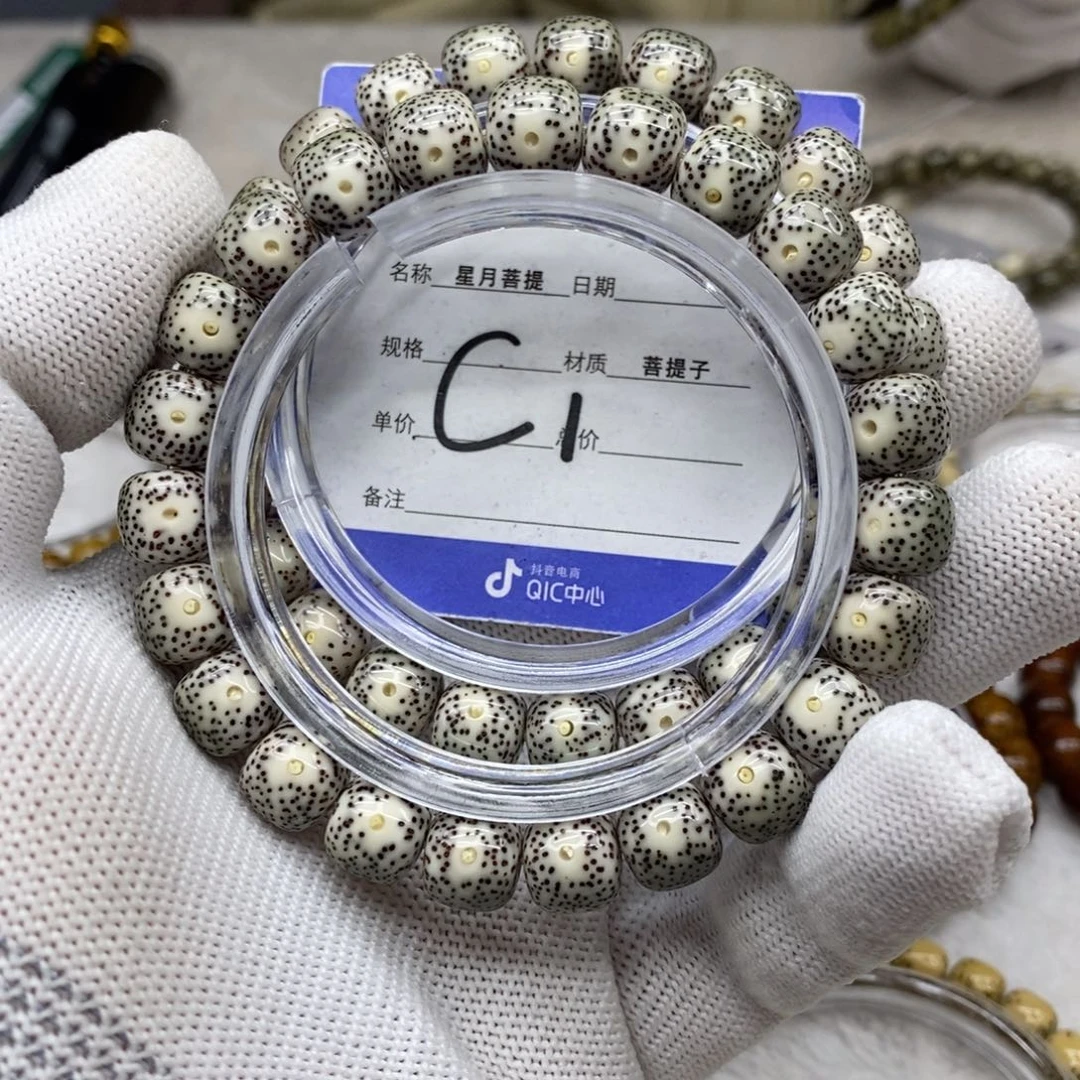 名称 星月菩提 日期
规格 C1 材质 菩提子
单价 总价
备注
抖音电商
QIC中心